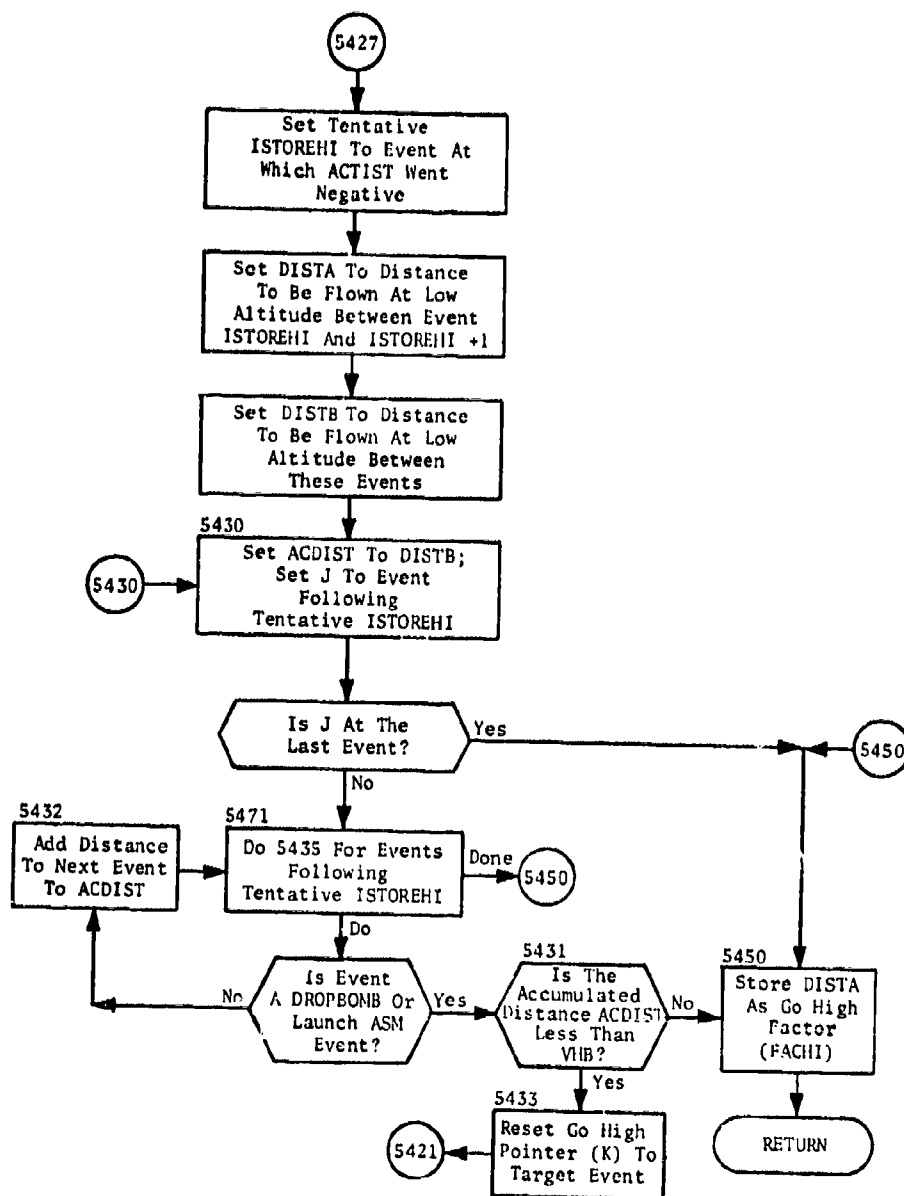 5427
Set Tentative
ISTOREHI To Event At
Which ACTIST Went
Negative
Set DISTA To Distance
To Be Flown At Low
Altitude Between Event
ISTOREHI And ISTOREHI +1
Set DISTB To Distance
To Be Flown At Low
Altitude Between
These Events
5430
Set ACDIST To DISTB;
Set J To Event
Following
Tentative ISTOREHI
5430
Is J At The
Last Event?
Yes
5450
No
5432
Add Distance
To Next Event
To ACDIST
5471
Do 5435 For Events
Following
Tentative ISTOREHI
Done
5450
Do
Is Event
A DROPBOMB Or
Launch ASM
Event?
No
Yes
5431
Is The
Accumulated
Distance ACDIST
Less Than
VHB?
No
5450
Store DISTA
As Go High
Factor
(FACHI)
Yes
5433
Reset Go High
Pointer (K) To
Target Event
5421
RETURN